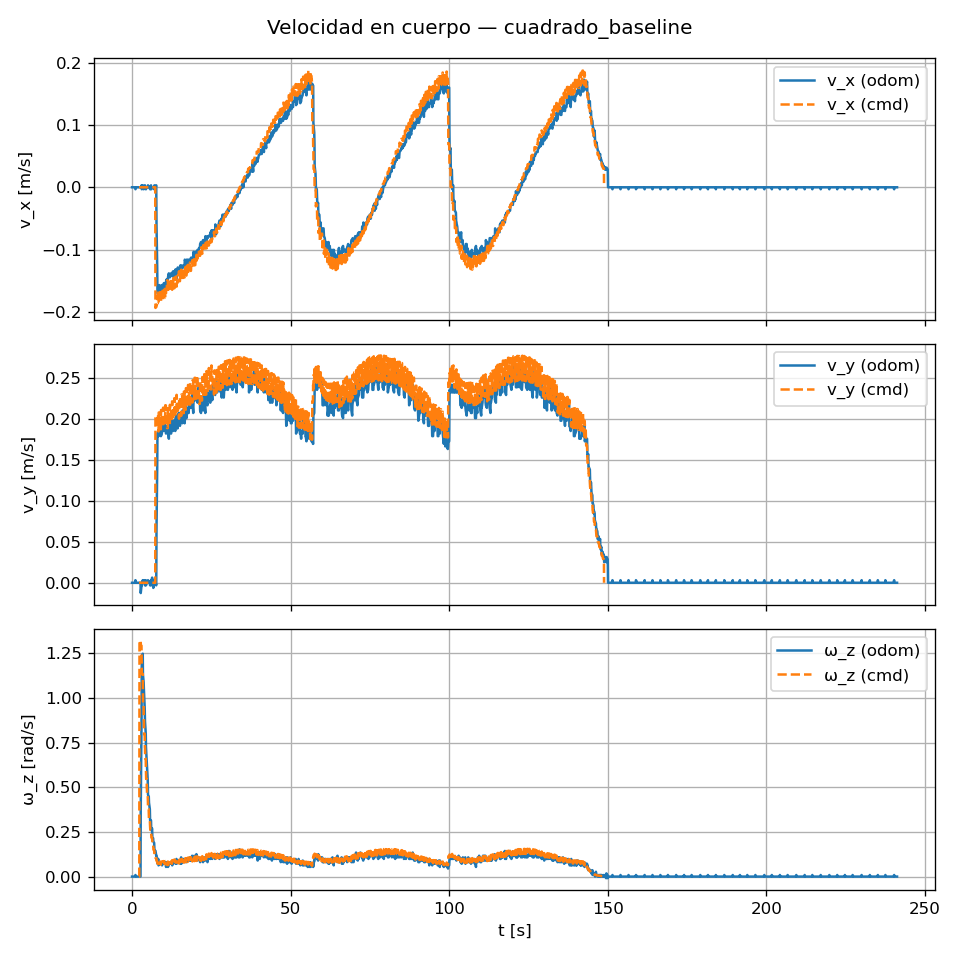 Velocidad en cuerpo — cuadrado_baseline
0.2
0.1
0.0
−0.1
−0.2
v_x [m/s]
v_x (odom)
v_x (cmd)
0.25
0.20
0.15
0.10
0.05
0.00
v_y [m/s]
v_y (odom)
v_y (cmd)
1.25
1.00
0.75
0.50
0.25
0.00
ω_z [rad/s]
ω_z (odom)
ω_z (cmd)
0 50 100 150 200 250
t [s]